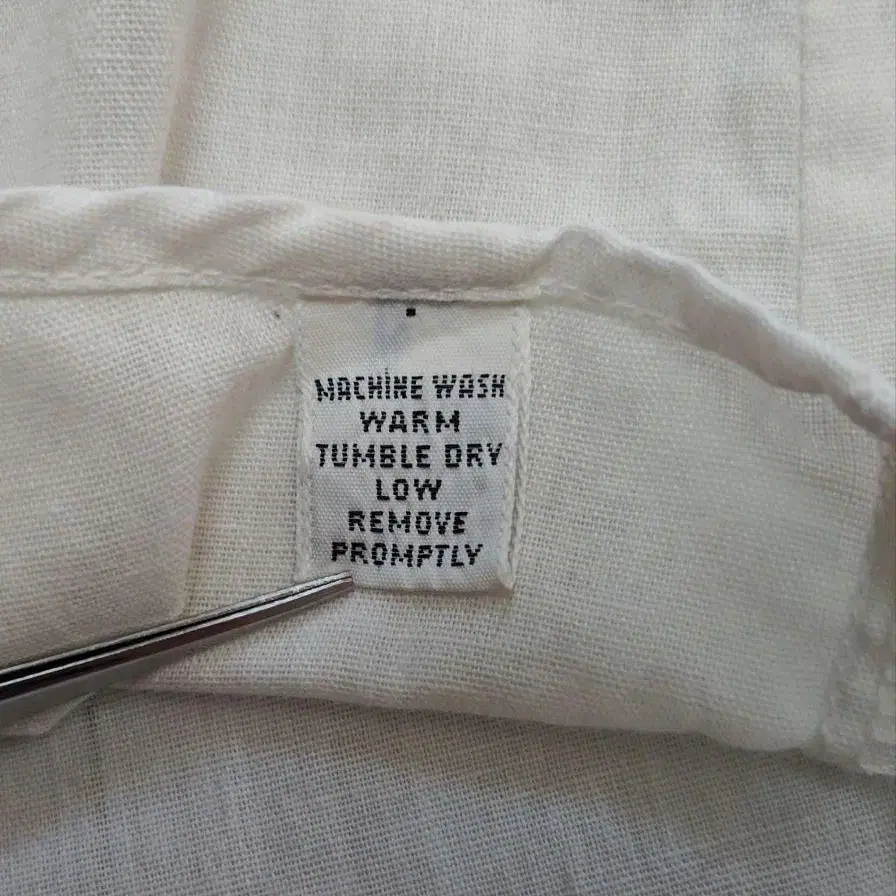 MACHINE WASH
WARM
TUMBLE DRY
LOW
REMOVE
PROMPTLY